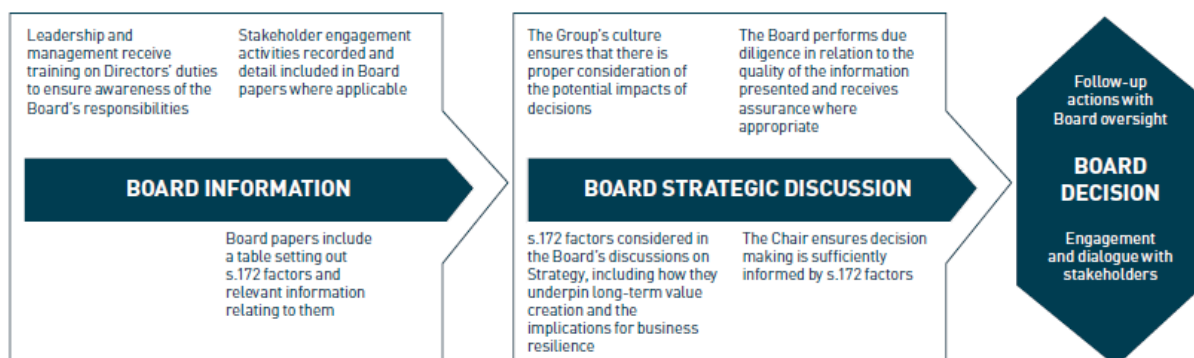 Leadership and
management receive
training on Directors' duties
to ensure awareness of the
Board's responsibilities
Stakeholder engagement
activities recorded and
detail included in Board
papers where applicable
BOARD INFORMATION
Board papers include
a table setting out
s.172 factors and
relevant information
relating to them
The Group's culture
ensures that there is
proper consideration of
the potential impacts of
decisions
The Board performs due
diligence in relation to the
quality of the information
presented and receives
assurance where
appropriate
BOARD STRATEGIC DISCUSSION
s.172 factors considered in
the Board's discussions on
Strategy, including how they
underpin long-term value
creation and the
implications for business
resilience
The Chair ensures decision
making is sufficiently
informed by s.172 factors
Follow-up
actions with
Board oversight
BOARD
DECISION
Engagement
and dialogue with
stakeholders